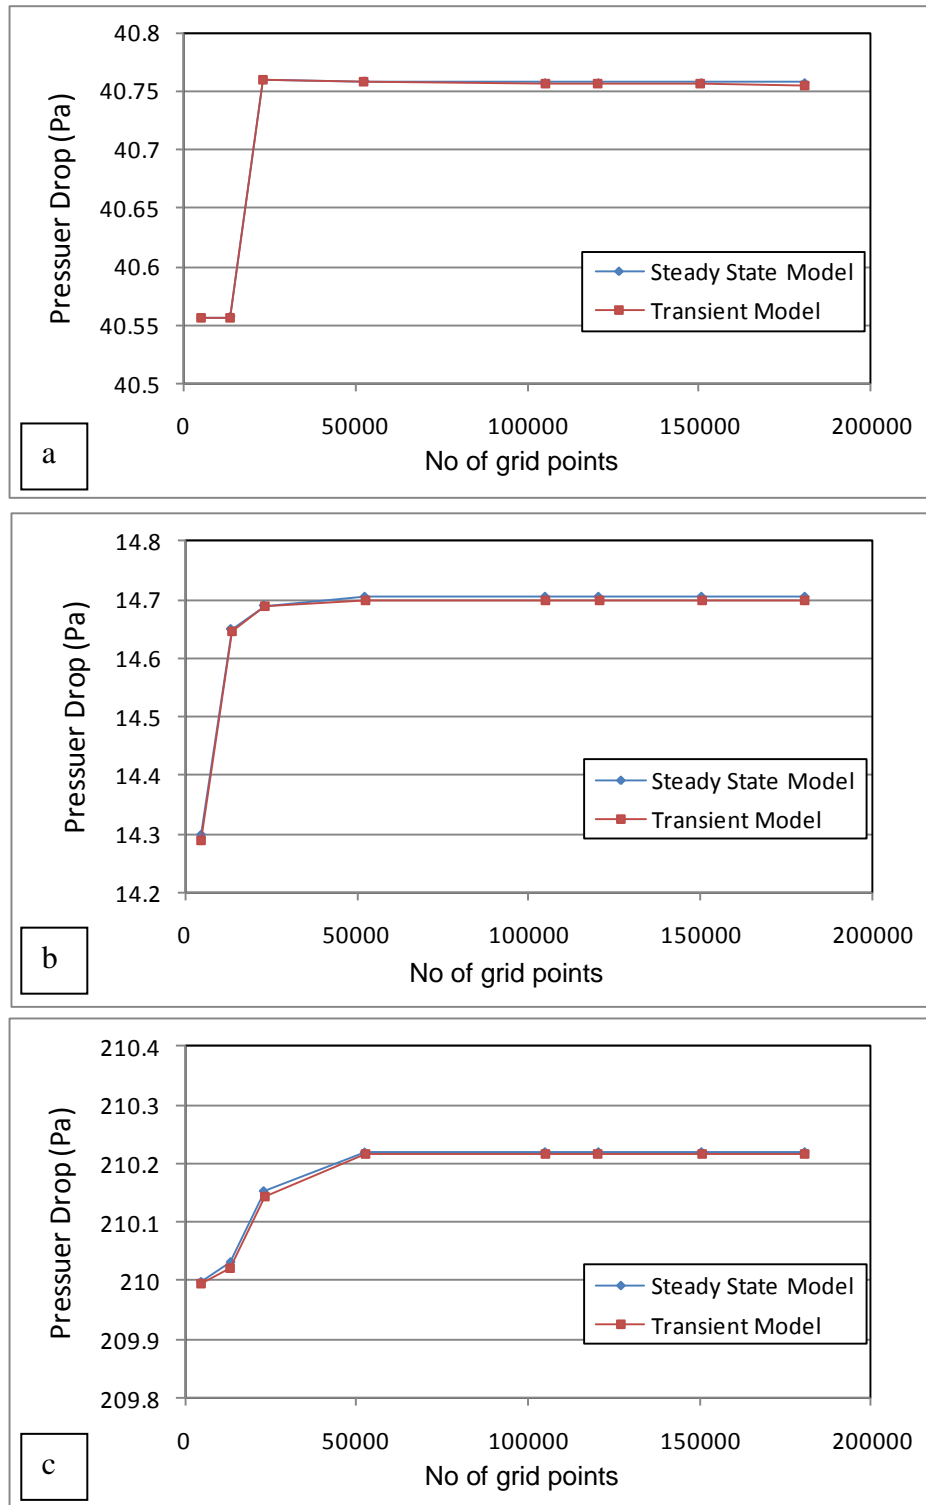 40.8
40.75
40.7
40.65
40.6
40.55
40.5
Pressuer Drop (Pa)
Steady State Model
Transient Model
0 50000 100000 150000 200000
No of grid points
a
14.8
14.7
14.6
14.5
14.4
14.3
14.2
Pressuer Drop (Pa)
Steady State Model
Transient Model
0 50000 100000 150000 200000
No of grid points
b
210.4
210.3
210.2
210.1
210
209.9
209.8
Pressuer Drop (Pa)
Steady State Model
Transient Model
0 50000 100000 150000 200000
No of grid points
c